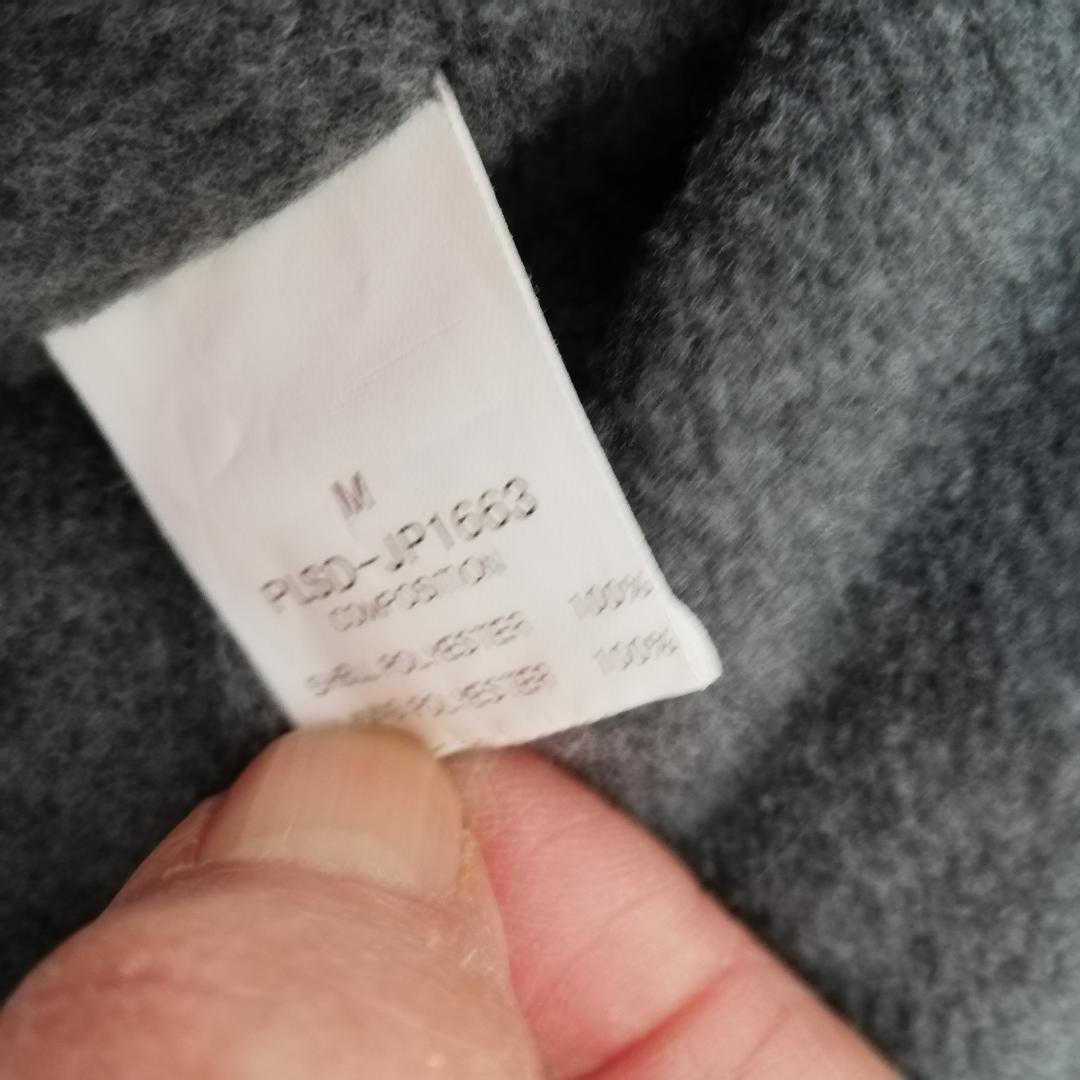 M
PLSD-JP1663
COMPOSITION
SHELL:POLYESTER 100%
POLYESTER 100%